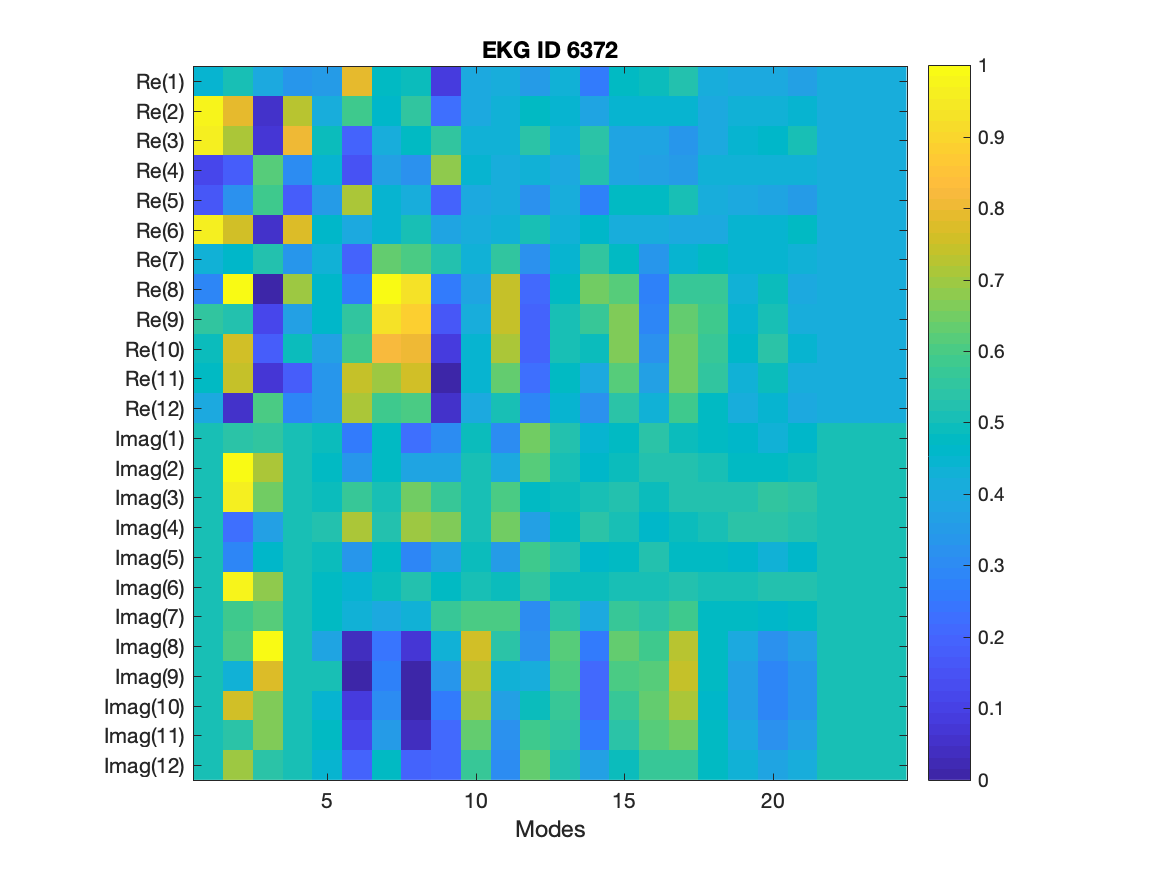 EKG ID 6372
Re(1)
Re(2)
Re(3)
Re(4)
Re(5)
Re(6)
Re(7)
Re(8)
Re(9)
Re(10)
Re(11)
Re(12)
Imag(1)
Imag(2)
Imag(3)
Imag(4)
Imag(5)
Imag(6)
Imag(7)
Imag(8)
Imag(9)
Imag(10)
Imag(11)
Imag(12)
5 10 15 20
Modes
1
0.9
0.8
0.7
0.6
0.5
0.4
0.3
0.2
0.1
0